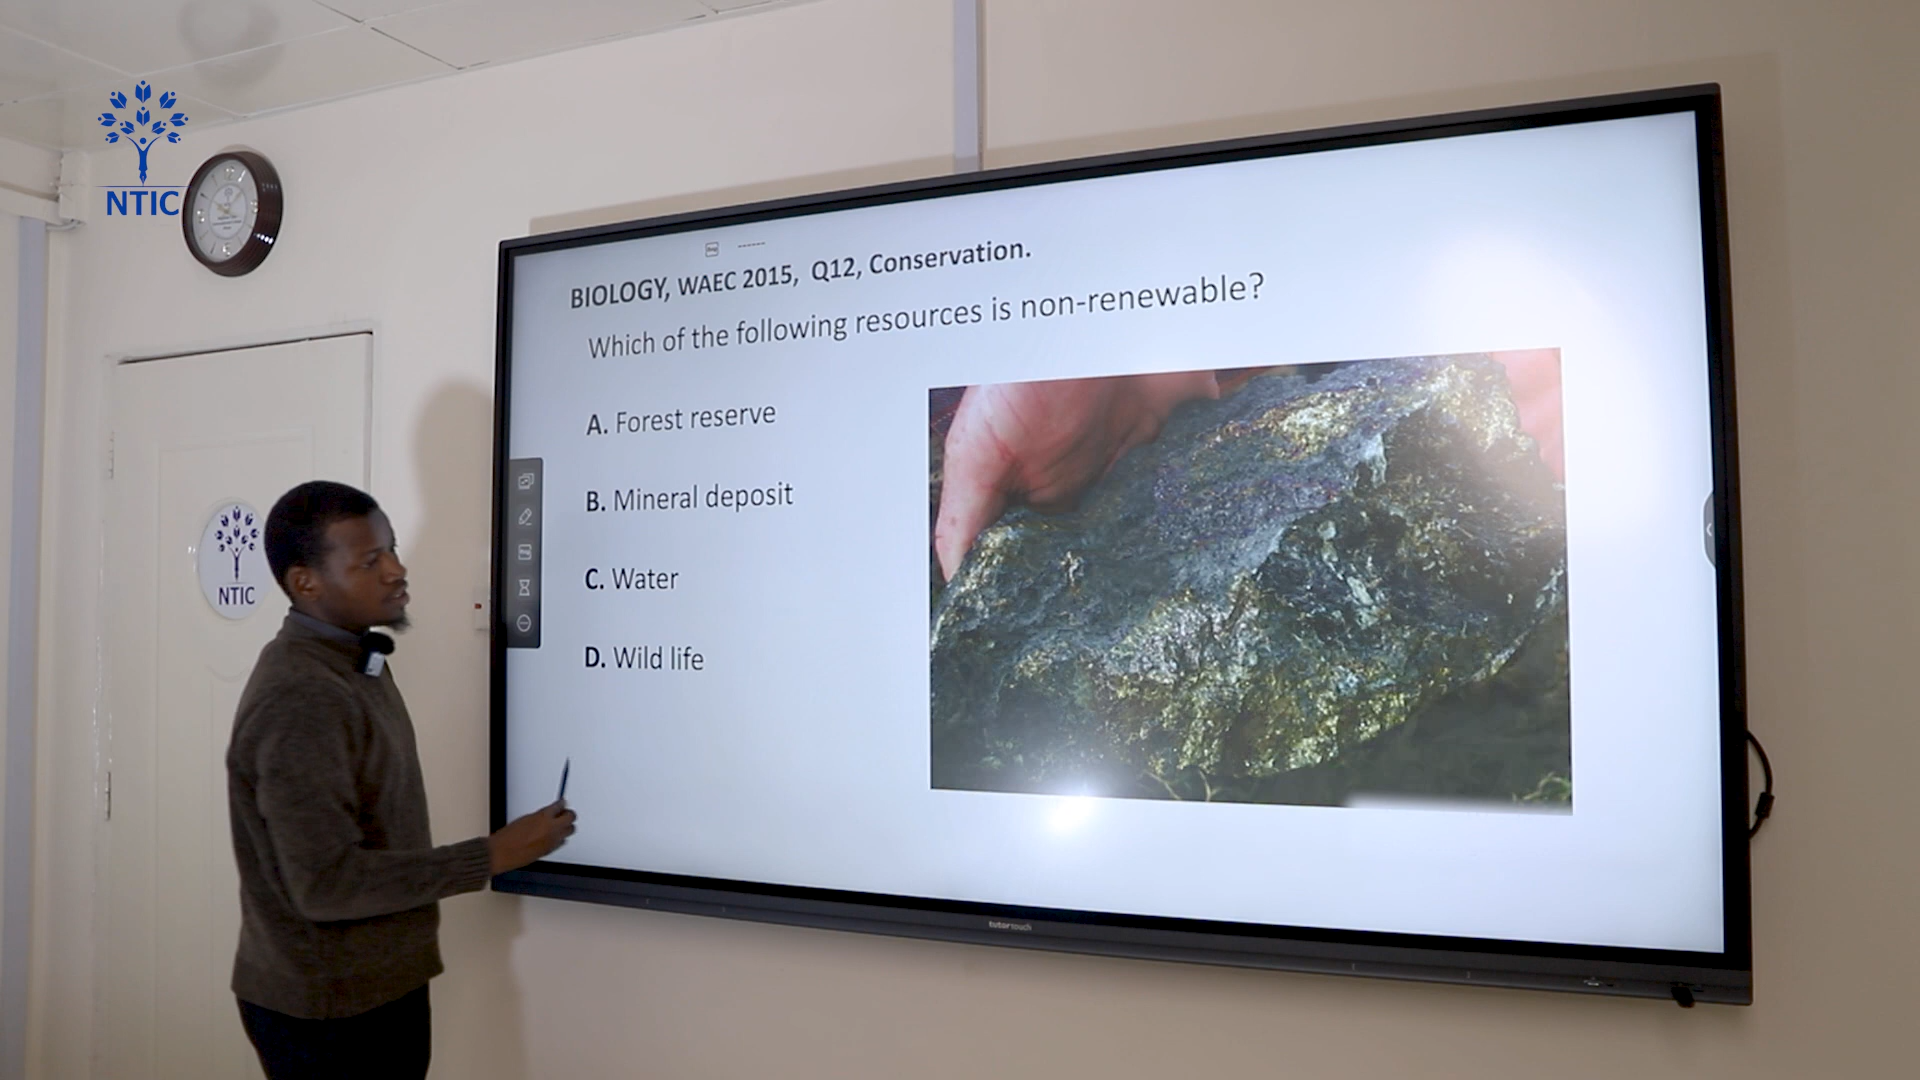 NTIC
BIOLOGY, WAEC 2015, Q12, Conservation.
Which of the following resources is non-renewable?
A. Forest reserve
B. Mineral deposit
C. Water
D. Wild life
NTIC
tutortouch